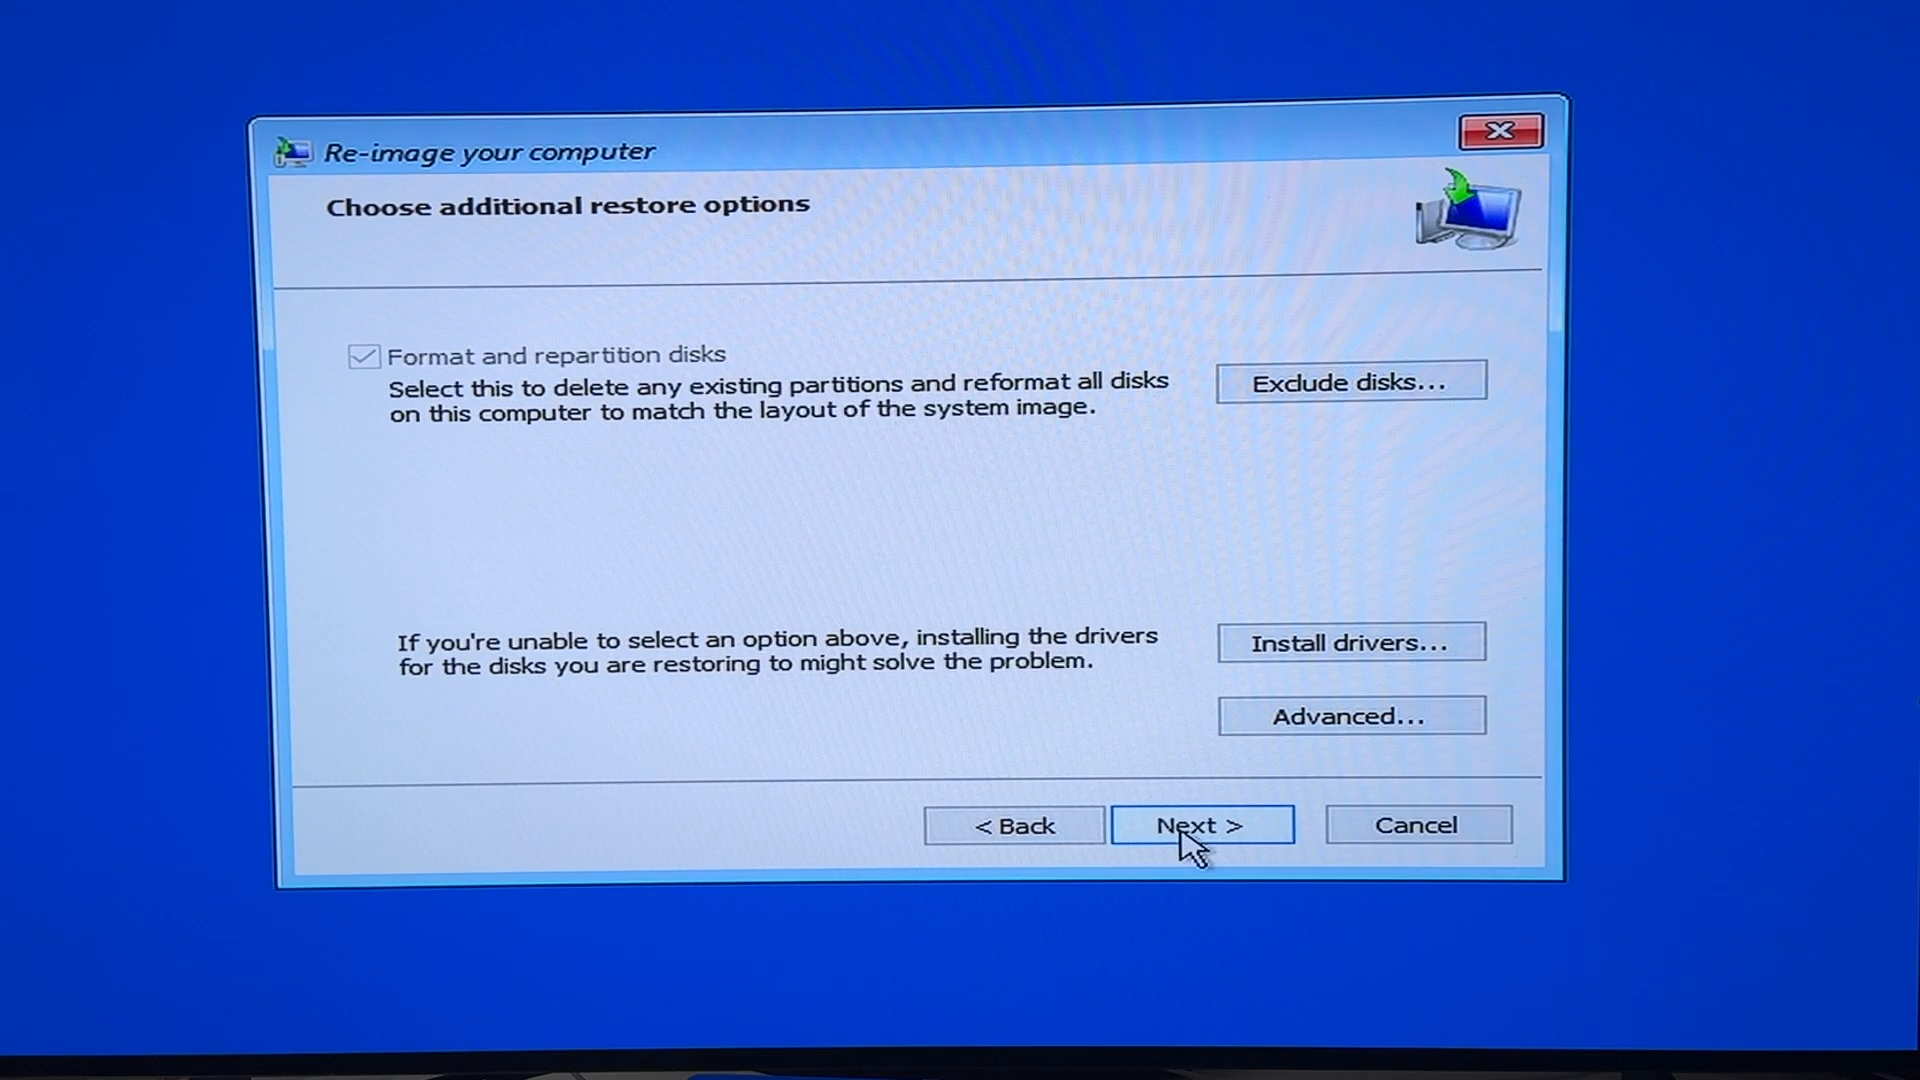 Re-image your computer
Choose additional restore options
Format and repartition disks
Select this to delete any existing partitions and reformat all disks
on this computer to match the layout of the system image.
Exclude disks...
If you're unable to select an option above, installing the drivers
for the disks you are restoring to might solve the problem.
Install drivers...
Advanced...
< Back
Next >
Cancel